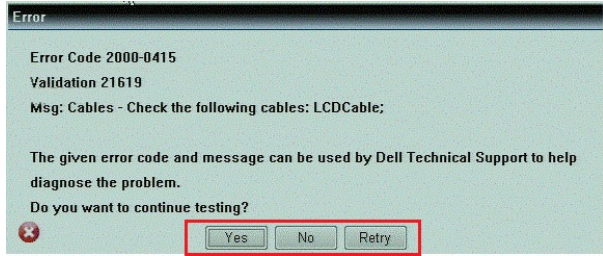 Error
Error Code 2000-0415
Validation 21619
Msg: Cables - Check the following cables: LCDCable;
The given error code and message can be used by Dell Technical Support to help
diagnose the problem.
Do you want to continue testing?
Yes No Retry